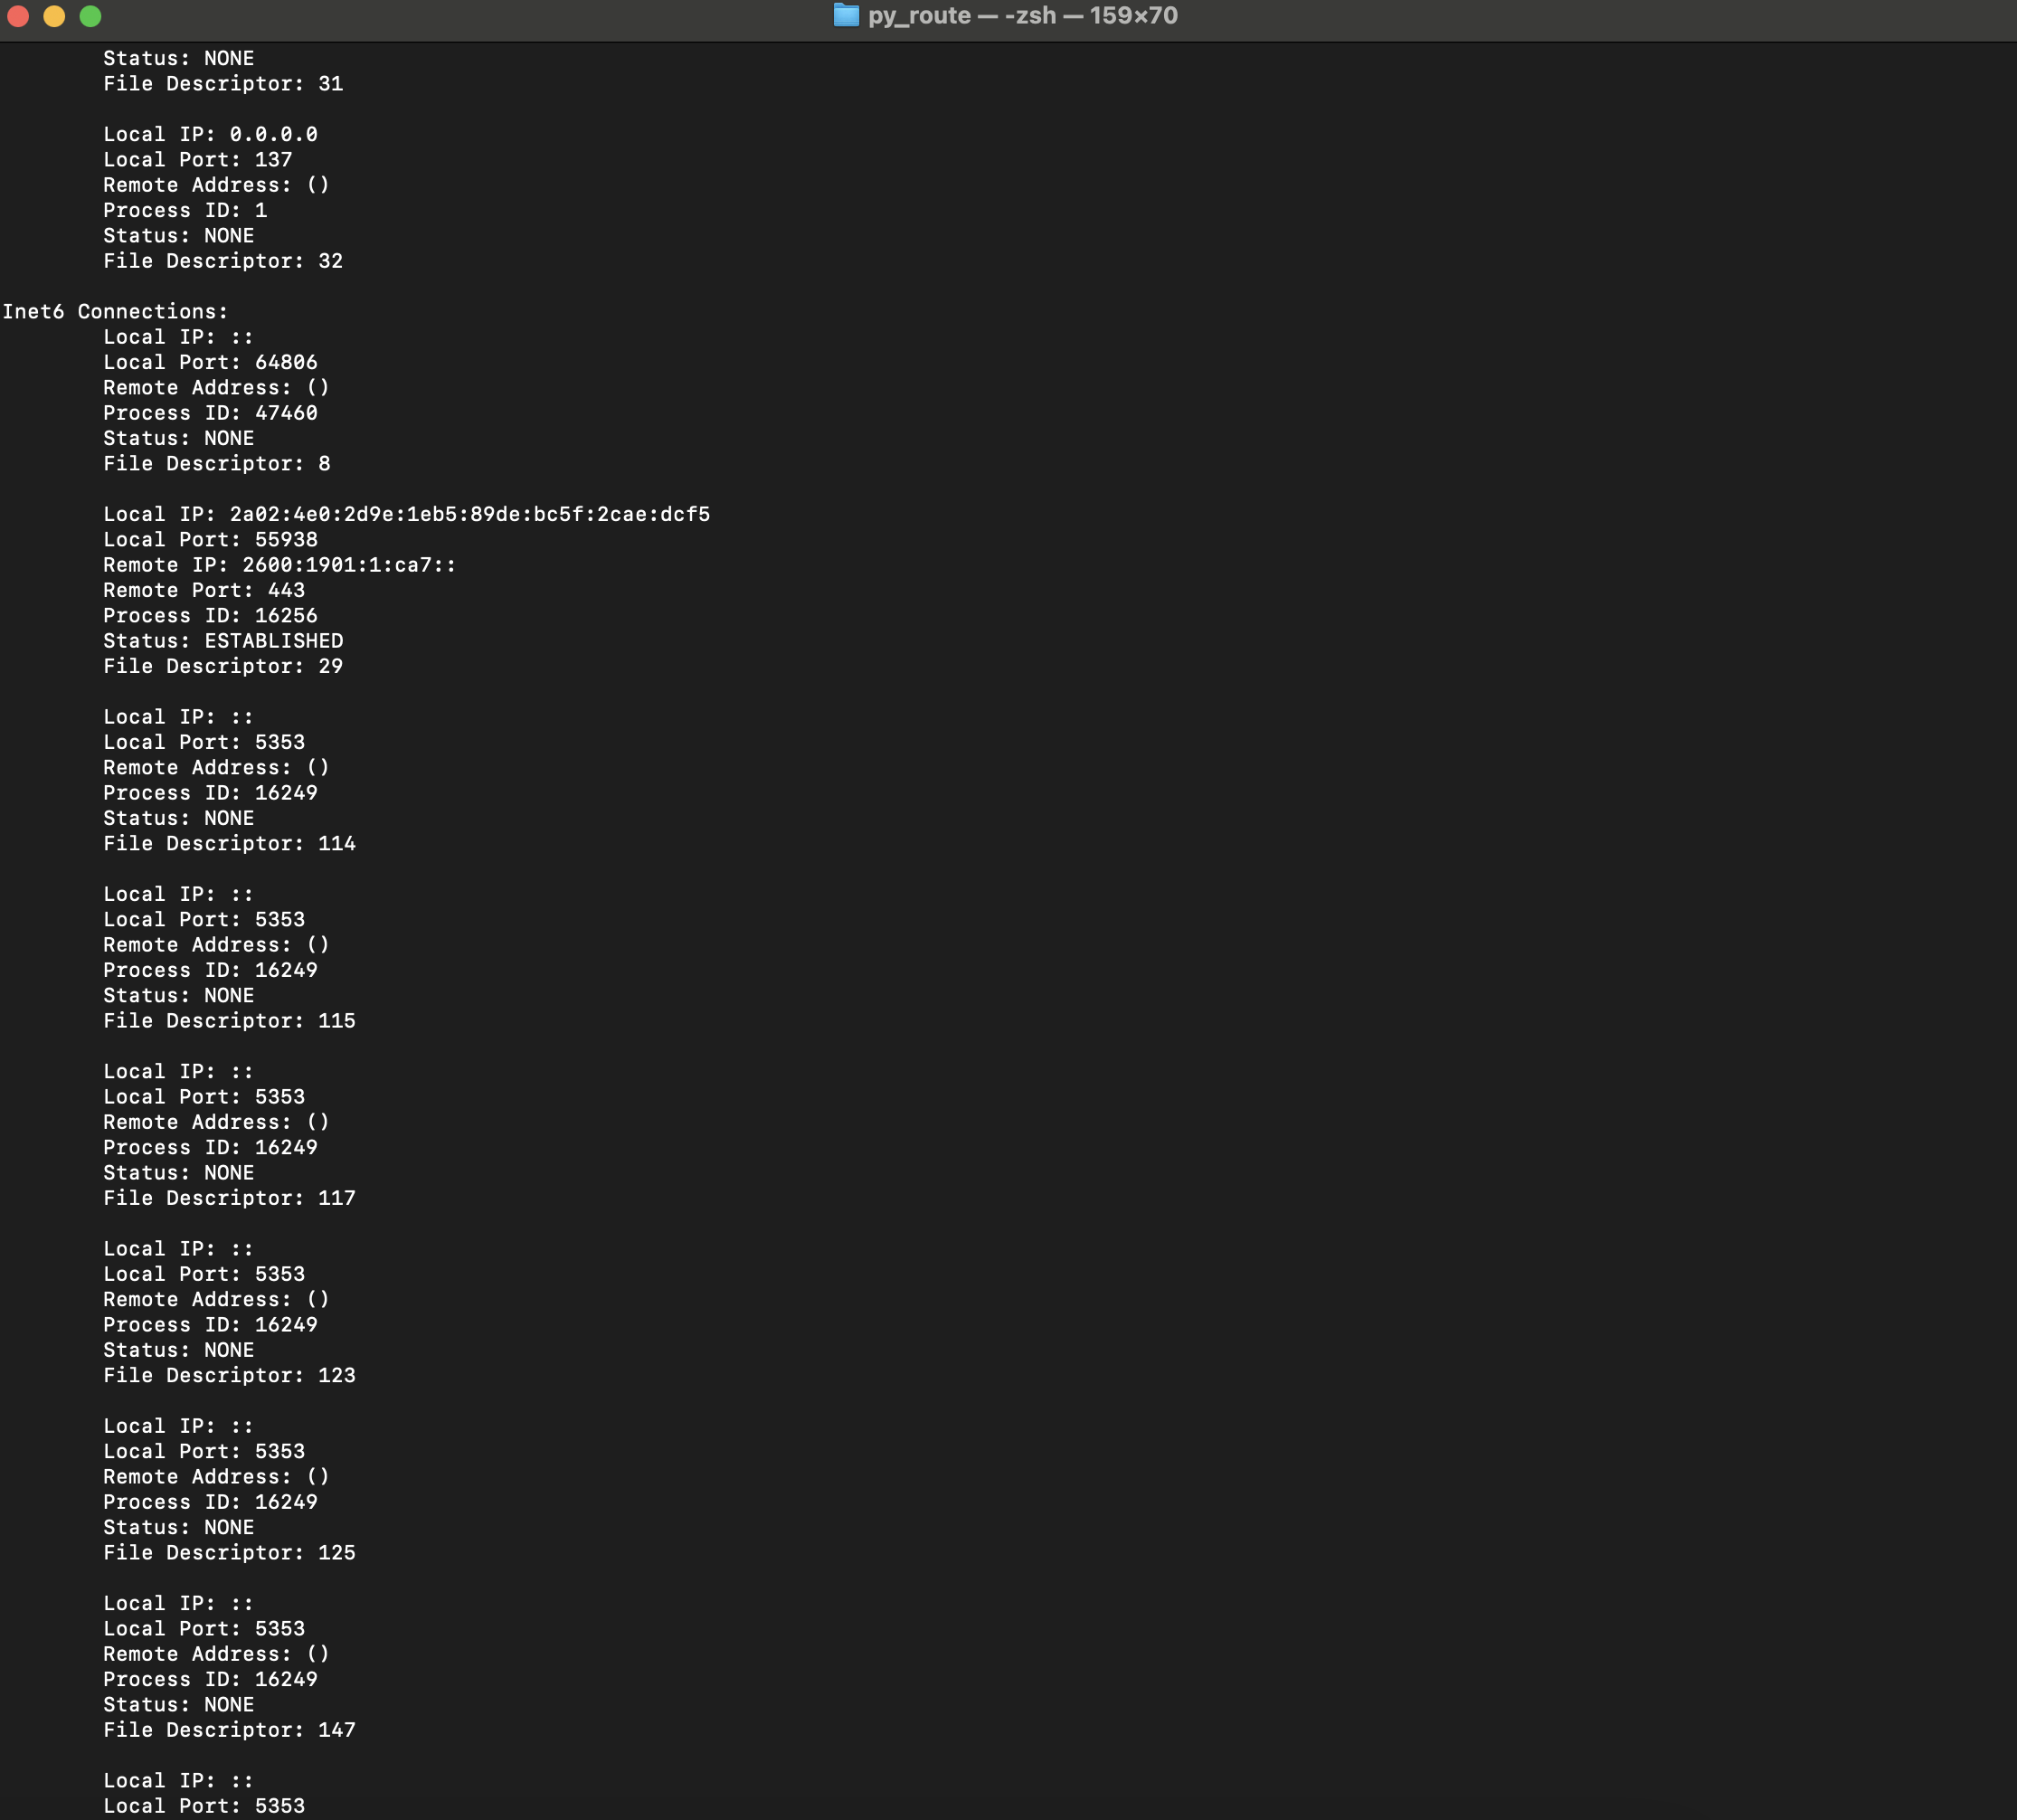 py_route — -zsh — 159×70
Status: NONE
File Descriptor: 31
Local IP: 0.0.0.0
Local Port: 137
Remote Address: ()
Process ID: 1
Status: NONE
File Descriptor: 32
Inet6 Connections:
Local IP: ::
Local Port: 64806
Remote Address: ()
Process ID: 47460
Status: NONE
File Descriptor: 8
Local IP: 2a02:4e0:2d9e:1eb5:89de:bc5f:2cae:dcf5
Local Port: 55938
Remote IP: 2600:1901:1:ca7::
Remote Port: 443
Process ID: 16256
Status: ESTABLISHED
File Descriptor: 29
Local IP: ::
Local Port: 5353
Remote Address: ()
Process ID: 16249
Status: NONE
File Descriptor: 114
Local IP: ::
Local Port: 5353
Remote Address: ()
Process ID: 16249
Status: NONE
File Descriptor: 115
Local IP: ::
Local Port: 5353
Remote Address: ()
Process ID: 16249
Status: NONE
File Descriptor: 117
Local IP: ::
Local Port: 5353
Remote Address: ()
Process ID: 16249
Status: NONE
File Descriptor: 123
Local IP: ::
Local Port: 5353
Remote Address: ()
Process ID: 16249
Status: NONE
File Descriptor: 125
Local IP: ::
Local Port: 5353
Remote Address: ()
Process ID: 16249
Status: NONE
File Descriptor: 147
Local IP: ::
Local Port: 5353